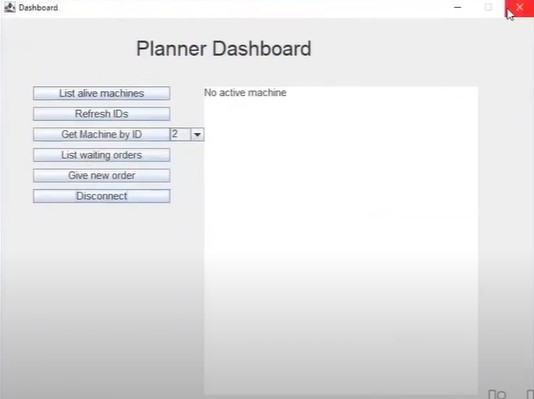 Dashboard
Planner Dashboard
List alive machines
Refresh IDs
Get Machine by ID 2
List waiting orders
Give new order
Disconnect
No active machine